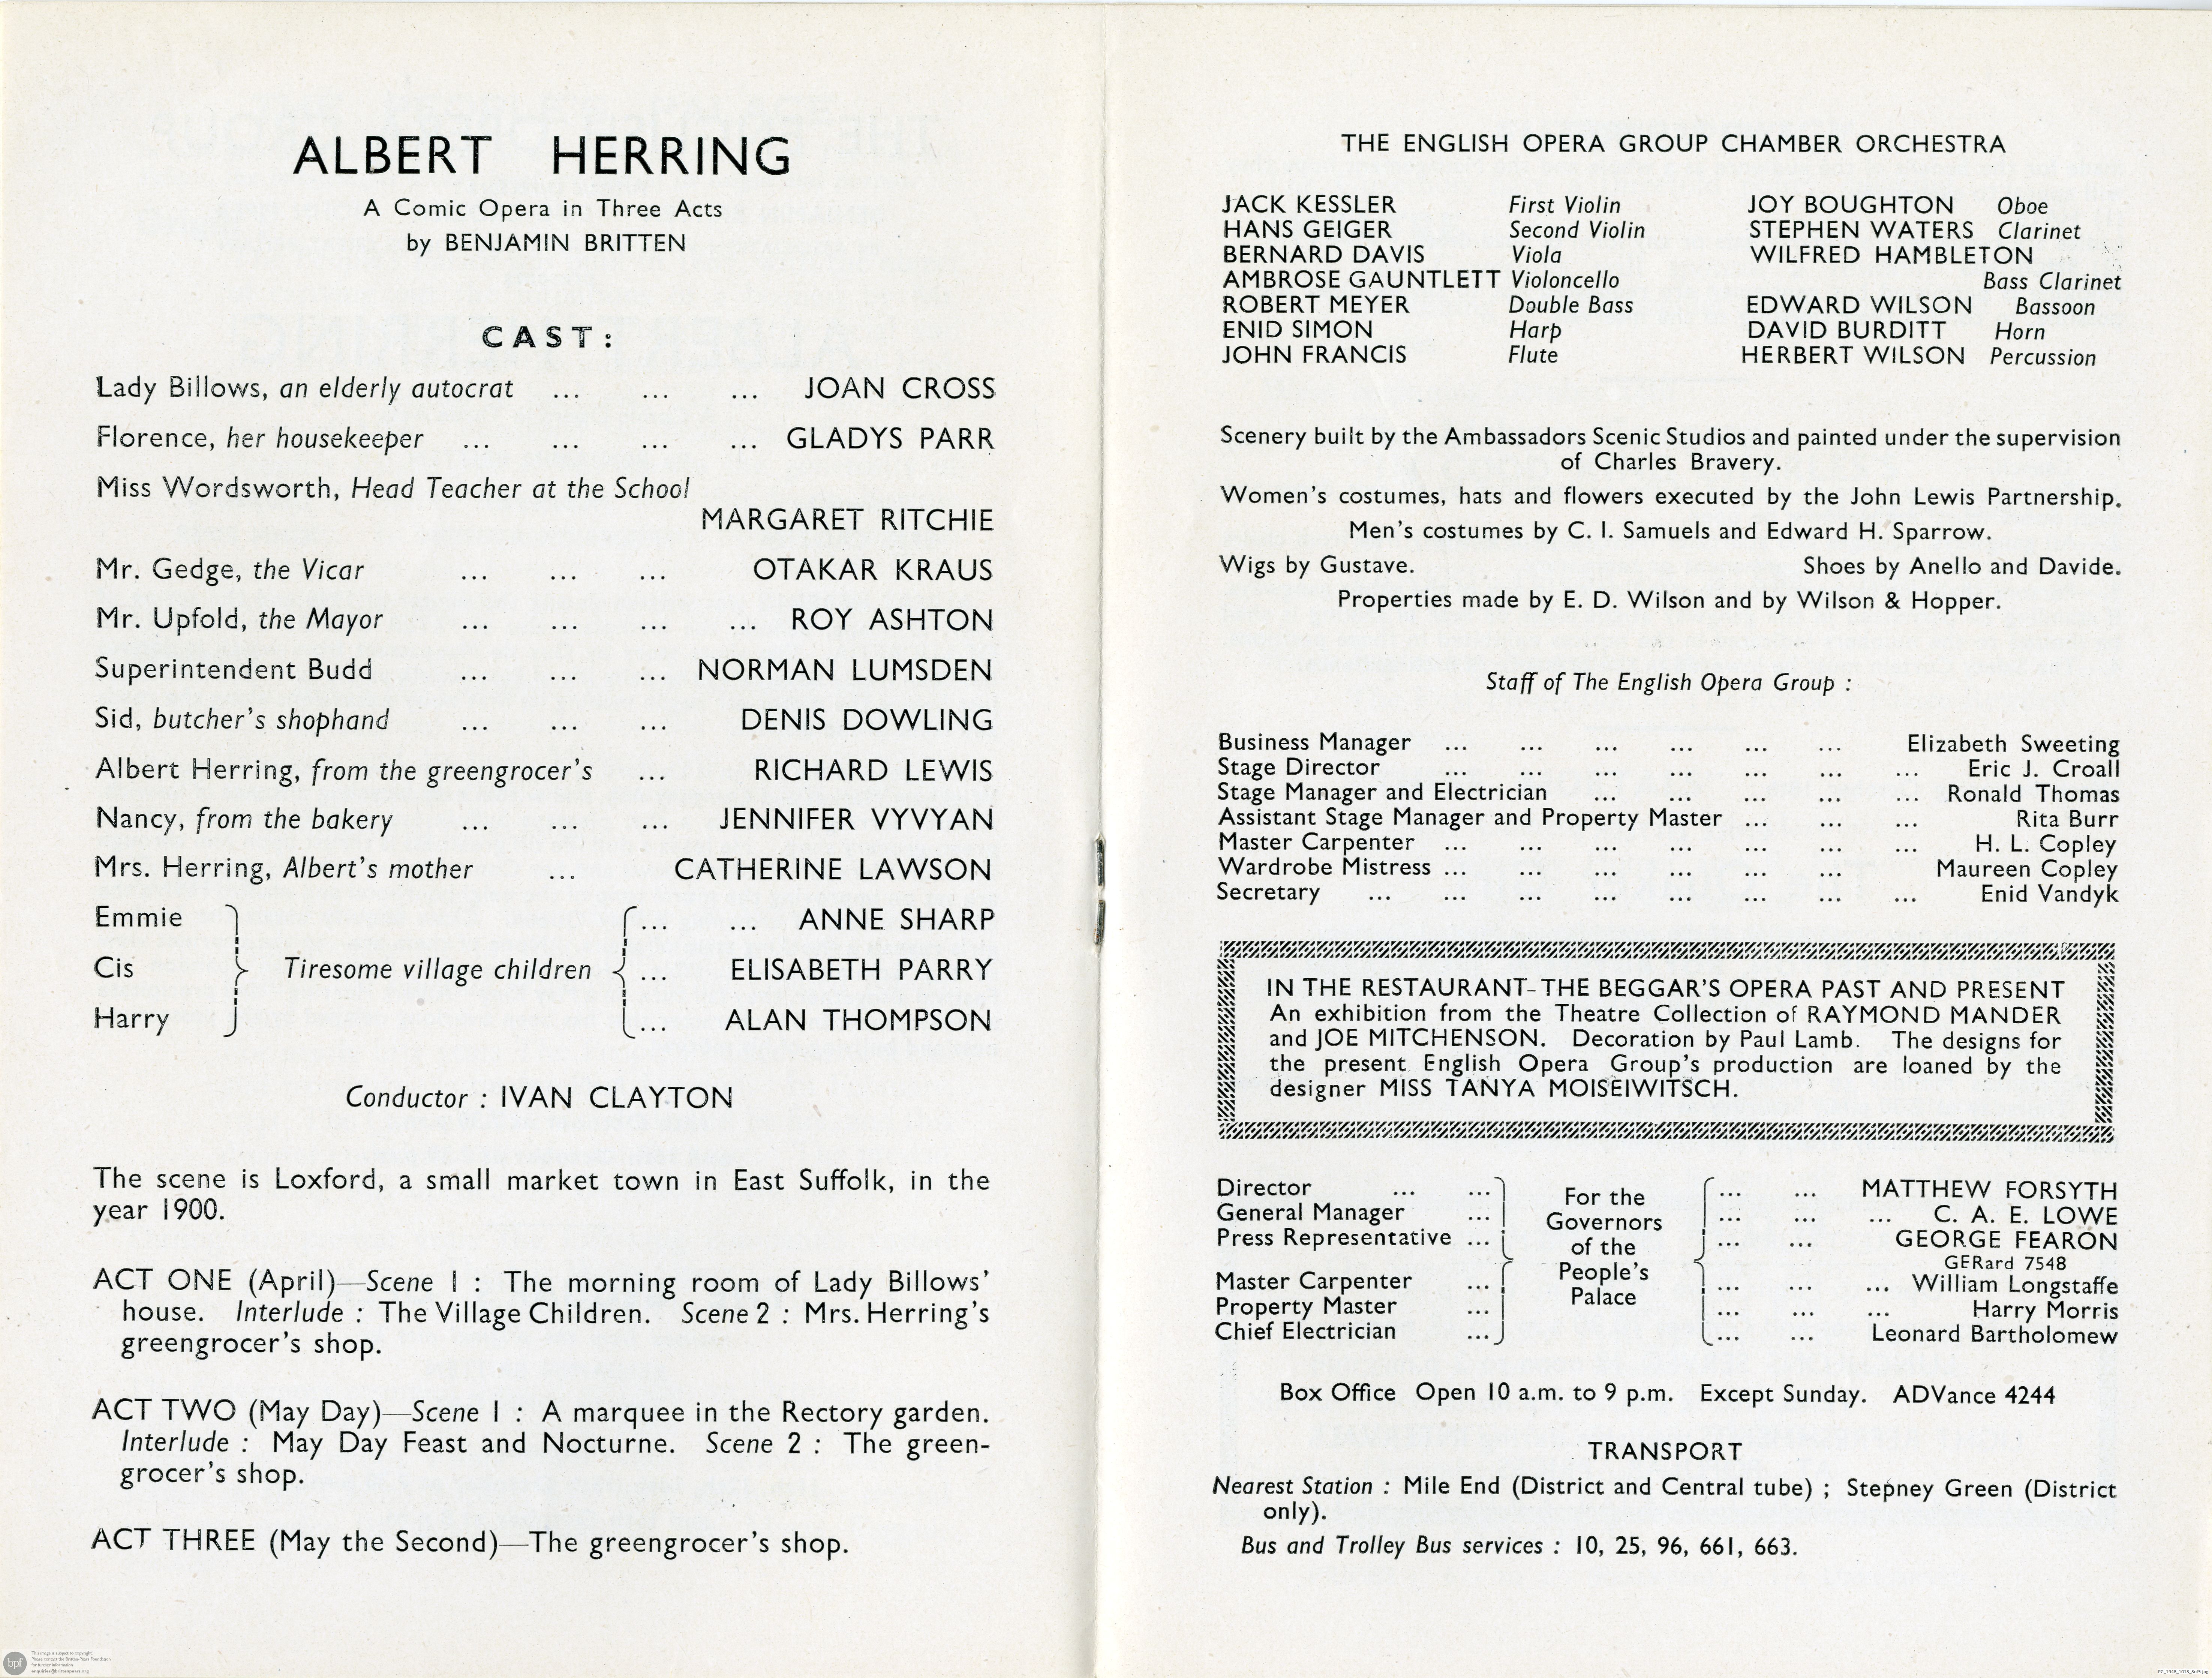 ALBERT HERRING
A Comic Opera in Three Acts
by BENJAMIN BRITTEN
CAST:
Lady Billows, an elderly autocrat ... ... ... JOAN CROSS
Florence, her housekeeper ... ... ... ... GLADYS PARR
Miss Wordsworth, Head Teacher at the School
MARGARET RITCHIE
Mr. Gedge, the Vicar ... ... ... OTAKAR KRAUS
Mr. Upfold, the Mayor ... ... ... ... ROY ASHTON
Superintendent Budd ... ... ... NORMAN LUMSDEN
Sid, butcher's shophand ... ... ... DENIS DOWLING
Albert Herring, from the greengrocer's ... RICHARD LEWIS
Nancy, from the bakery ... ... ... JENNIFER VYVYAN
Mrs. Herring, Albert's mother ... CATHERINE LAWSON
Emmie ... ... ANNE SHARP
Cis Tiresome village children ... ELISABETH PARRY
Harry ... ALAN THOMPSON
Conductor : IVAN CLAYTON
The scene is Loxford, a small market town in East Suffolk, in the
year 1900.
ACT ONE (April)—Scene 1 : The morning room of Lady Billows'
house. Interlude : The Village Children. Scene 2 : Mrs. Herring's
greengrocer's shop.
ACT TWO (May Day)—Scene 1 : A marquee in the Rectory garden.
Interlude : May Day Feast and Nocturne. Scene 2 : The green-
grocer's shop.
ACT THREE (May the Second)—The greengrocer's shop.
THE ENGLISH OPERA GROUP CHAMBER ORCHESTRA
JACK KESSLER First Violin JOY BOUGHTON Oboe
HANS GEIGER Second Violin STEPHEN WATERS Clarinet
BERNARD DAVIS Viola WILFRED HAMBLETON
AMBROSE GAUNTLETT Violoncello Bass Clarinet
ROBERT MEYER Double Bass EDWARD WILSON Bassoon
ENID SIMON Harp DAVID BURDITT Horn
JOHN FRANCIS Flute HERBERT WILSON Percussion
Scenery built by the Ambassadors Scenic Studios and painted under the supervision
of Charles Bravery.
Women's costumes, hats and flowers executed by the John Lewis Partnership.
Men's costumes by C. I. Samuels and Edward H. Sparrow.
Wigs by Gustave. Shoes by Anello and Davide.
Properties made by E. D. Wilson and by Wilson & Hopper.
Staff of The English Opera Group :
Business Manager ... ... ... ... ... ... Elizabeth Sweeting
Stage Director ... ... ... ... ... ... ... Eric J. Croall
Stage Manager and Electrician ... ... ... ... ... Ronald Thomas
Assistant Stage Manager and Property Master ... ... ... Rita Burr
Master Carpenter ... ... ... ... ... ... ... H. L. Copley
Wardrobe Mistress ... ... ... ... ... ... Maureen Copley
Secretary ... ... ... ... ... ... ... ... Enid Vandyk
IN THE RESTAURANT-THE BEGGAR'S OPERA PAST AND PRESENT
An exhibition from the Theatre Collection of RAYMOND MANDER
and JOE MITCHENSON. Decoration by Paul Lamb. The designs for
the present English Opera Group's production are loaned by the
designer MISS TANYA MOISEIWITSCH.
Director ... ... For the ... ... MATTHEW FORSYTH
General Manager ... Governors ... ... ... C. A. E. LOWE
Press Representative ... of the ... ... GEORGE FEARON
GERard 7548
Master Carpenter ... People's ... ... ... William Longstaffe
Property Master ... Palace ... ... ... Harry Morris
Chief Electrician ... ... ... Leonard Bartholomew
Box Office Open 10 a.m. to 9 p.m. Except Sunday. ADVance 4244
TRANSPORT
Nearest Station : Mile End (District and Central tube) ; Stepney Green (District
only).
Bus and Trolley Bus services : 10, 25, 96, 661, 663.
bpf
This image is subject to copyright.
Please contact the Britten-Pears Foundation
for further information